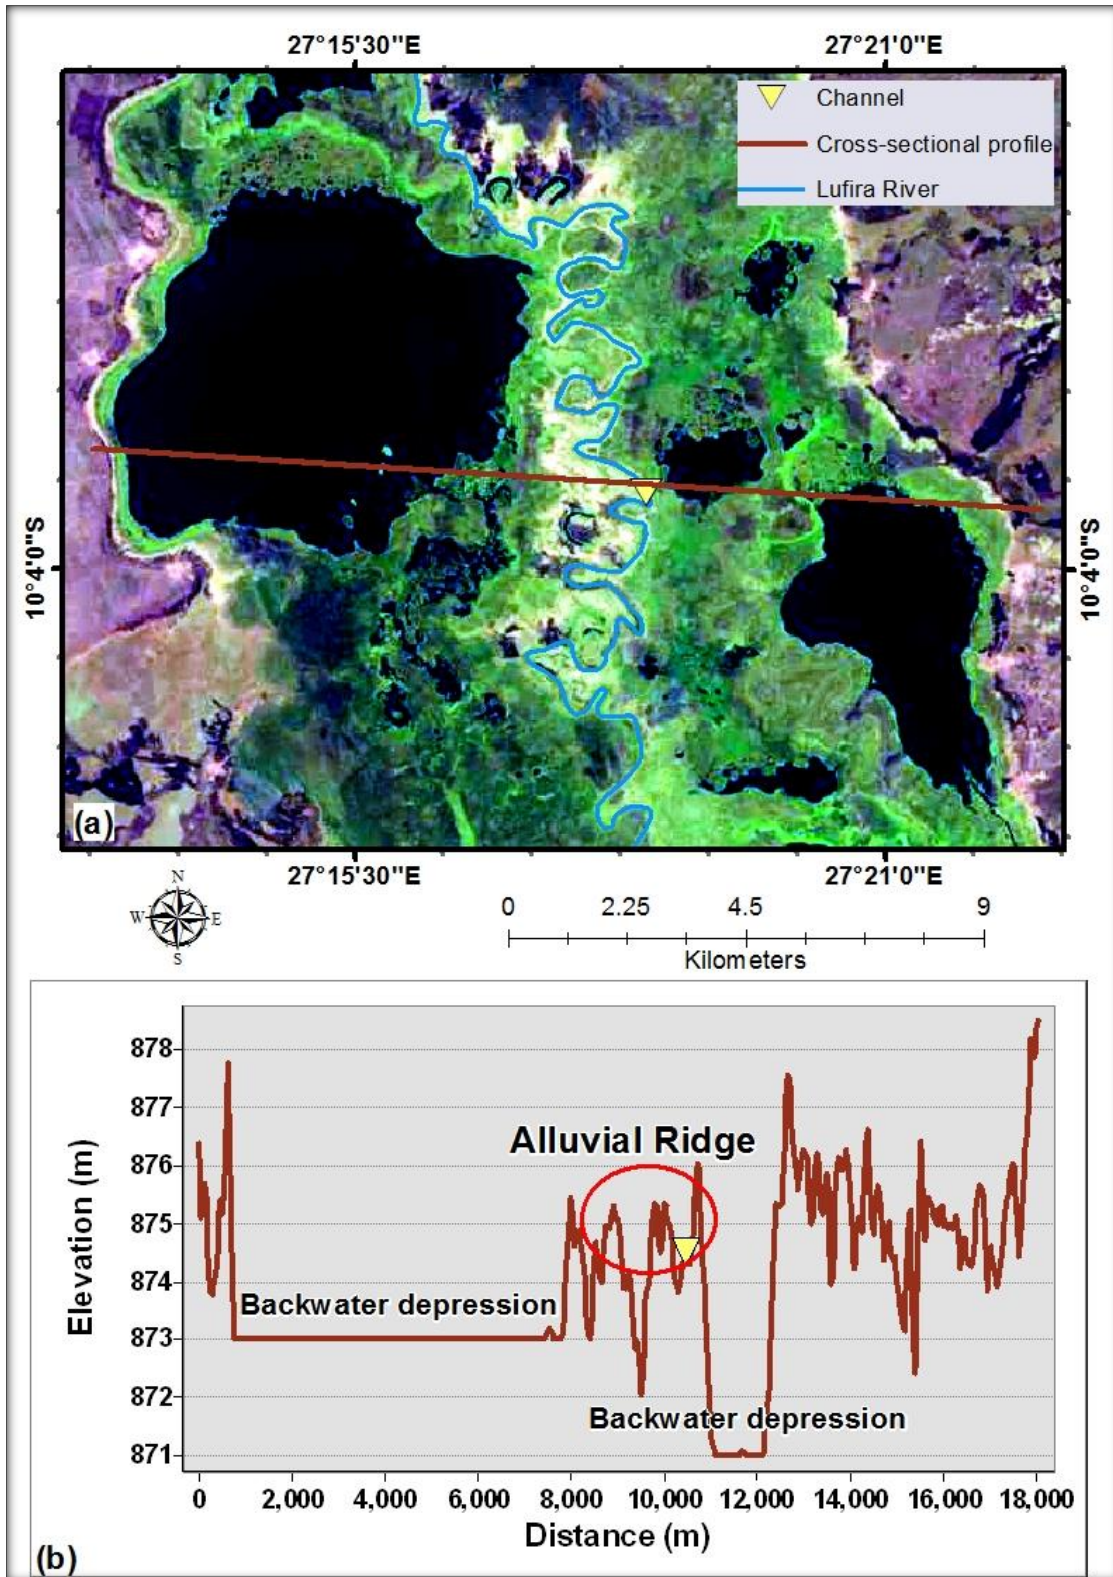 27°15'30"E 27°21'0"E
Channel
Cross-sectional profile
Lufira River
10°4'0"S 10°4'0"S
(a)
27°15'30"E 27°21'0"E
N
W E
S
0 2.25 4.5 9
Kilometers
878
877
Alluvial Ridge
876
875
874
Backwater depression
873
872
Backwater depression
871
Elevation (m)
0 2,000 4,000 6,000 8,000 10,000 12,000 14,000 16,000 18,000
Distance (m)
(b)